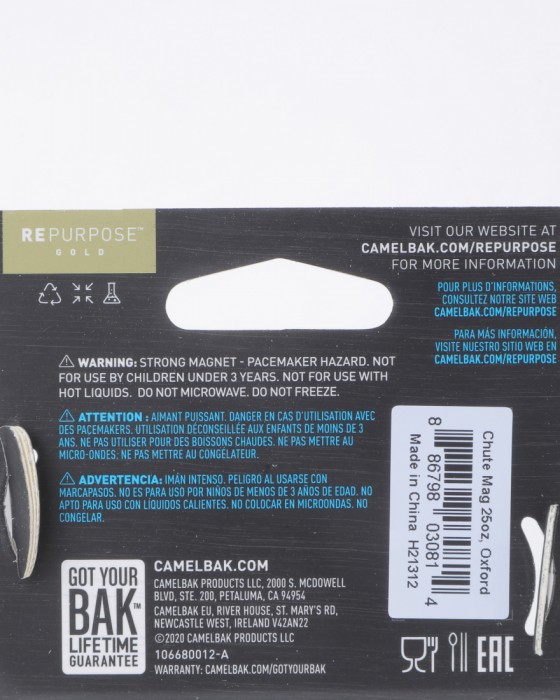 REPURPOSE™
GOLD
VISIT OUR WEBSITE AT
CAMELBAK.COM/REPURPOSE
FOR MORE INFORMATION
POUR PLUS D'INFORMATIONS,
CONSULTEZ NOTRE SITE WEB
CAMELBAK.COM/REPURPOSE
PARA MÁS INFORMACIÓN,
VISITE NUESTRO SITIO WEB EN
CAMELBAK.COM/REPURPOSE
WARNING: STRONG MAGNET - PACEMAKER HAZARD. NOT
FOR USE BY CHILDREN UNDER 3 YEARS. NOT FOR USE WITH
HOT LIQUIDS. DO NOT MICROWAVE. DO NOT FREEZE.
ATTENTION : AIMANT PUISSANT. DANGER EN CAS D'UTILISATION AVEC
DES PACEMAKERS. UTILISATION DÉCONSEILLÉE AUX ENFANTS DE MOINS DE 3
ANS. NE PAS UTILISER POUR DES BOISSONS CHAUDES. NE PAS METTRE AU
MICRO-ONDES. NE PAS METTRE AU CONGÉLATEUR.
ADVERTENCIA: IMÁN INTENSO. PELIGRO AL USARSE CON
MARCAPASOS, NO ES PARA USO POR NIÑOS DE MENOS DE 3 AÑOS DE EDAD. NO
APTO PARA USO CON LÍQUIDOS CALIENTES. NO COLOCAR EN MICROONDAS. NO
CONGELAR.
Chute Mag 25oz, Oxford
8 86798 03081 4
Made in China H21312
GOT YOUR
BAK™
LIFETIME
GUARANTEE
CAMELBAK.COM
CAMELBAK PRODUCTS LLC, 2000 S. MCDOWELL
BLVD, STE. 200, PETALUMA, CA 94954
CAMELBAK EU, RIVER HOUSE, ST. MARY'S RD,
NEWCASTLE WEST, IRELAND V42AN22
©2020 CAMELBAK PRODUCTS LLC
106680012-A
WARRANTY: CAMELBAK.COM/GOTYOURBAK
EAC